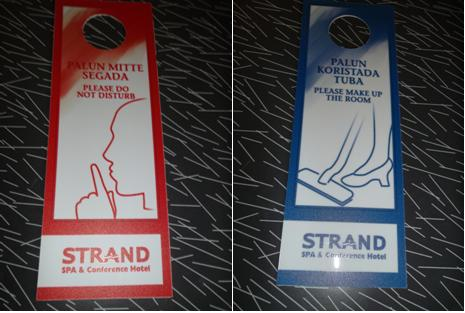 PALUN MITTE
SEGADA
PLEASE DO
NOT DISTURB
STRAND
SPA & Conference Hotel
PALUN
KORISTADA
TUBA
PLEASE MAKE UP
THE ROOM
STRAND
SPA & Conference Hotel